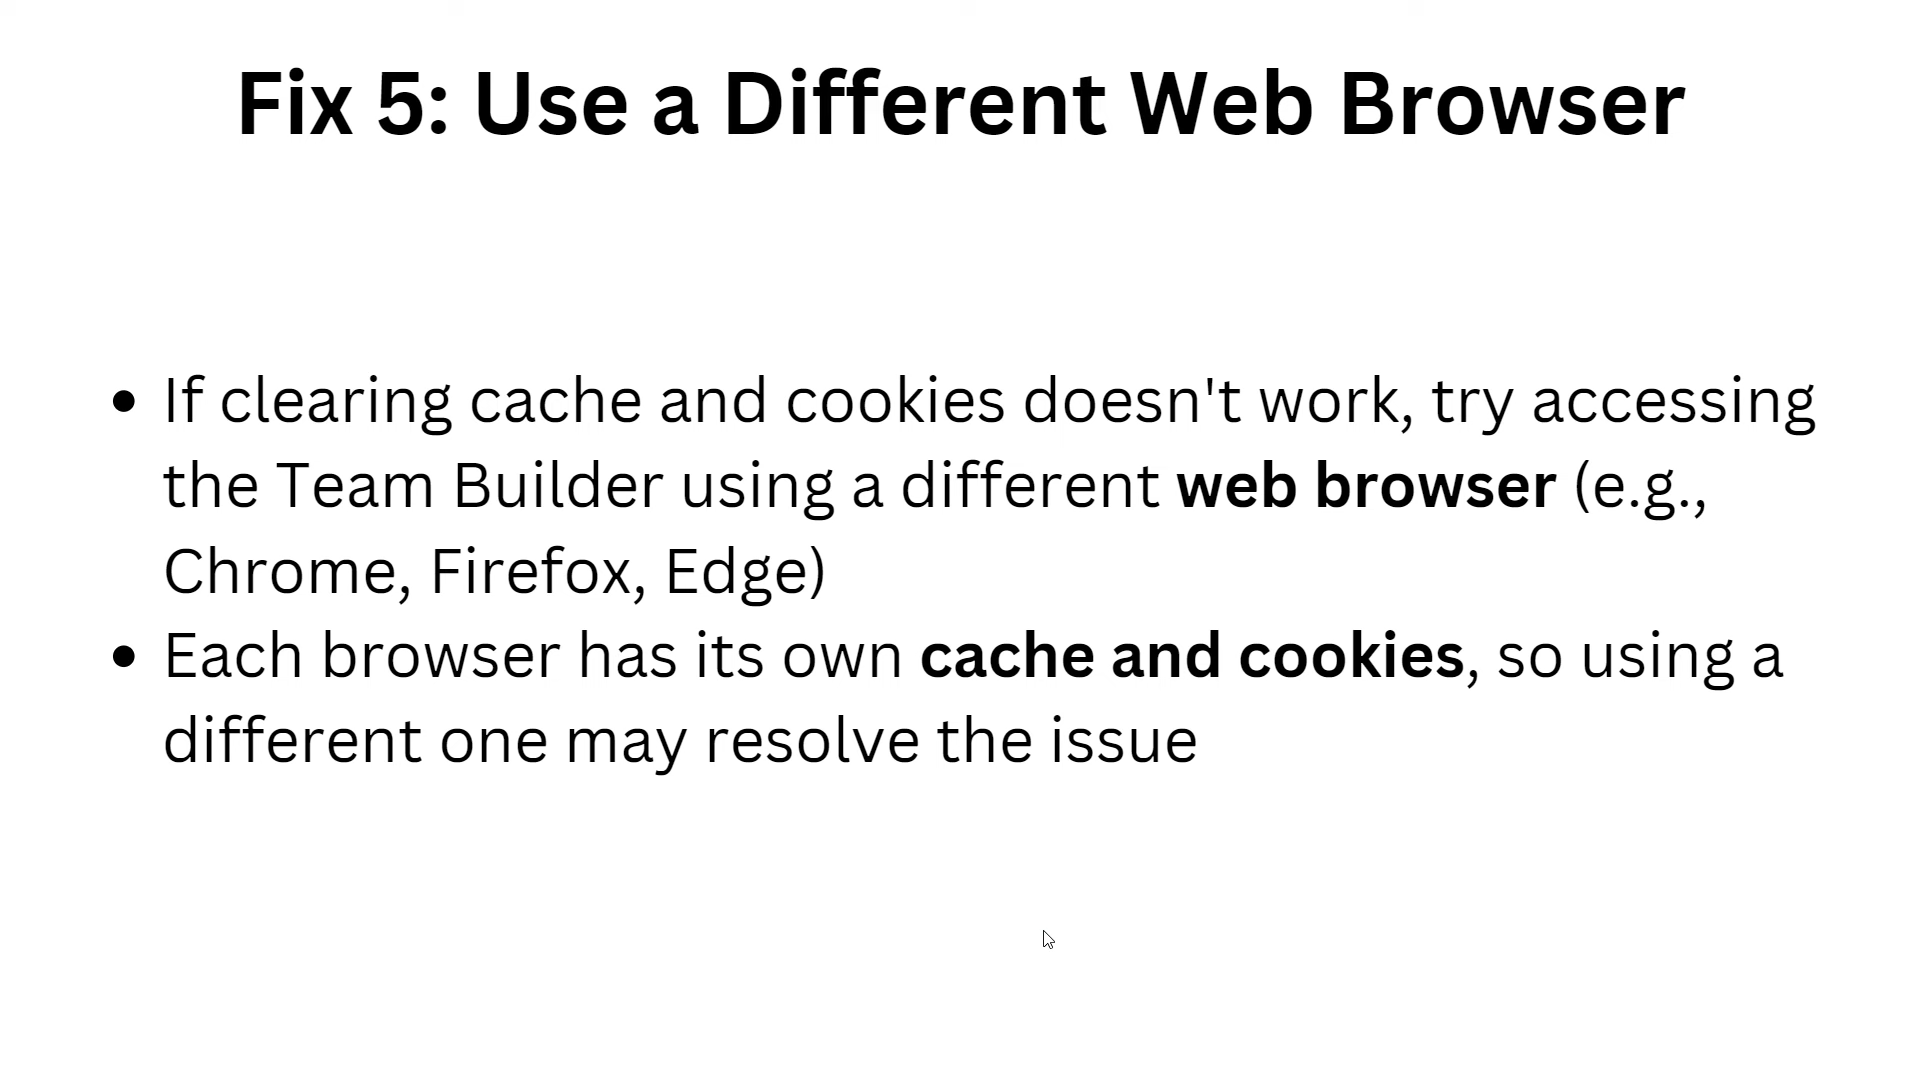 Fix 5: Use a Different Web Browser
• If clearing cache and cookies doesn't work, try accessing
the Team Builder using a different web browser (e.g.,
Chrome, Firefox, Edge)
• Each browser has its own cache and cookies, so using a
different one may resolve the issue